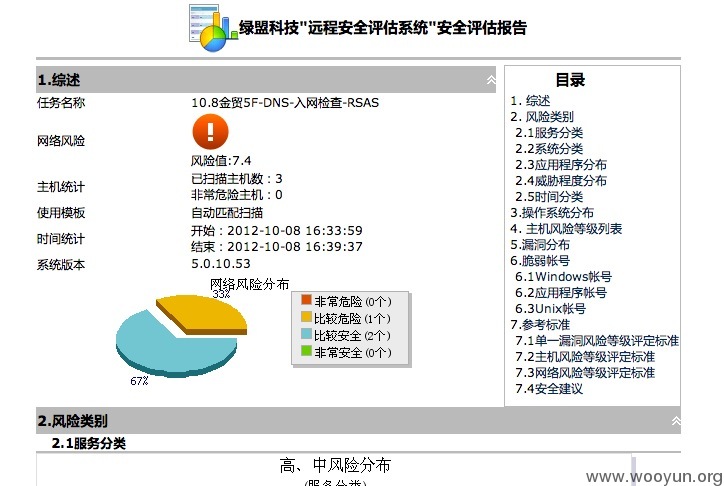 绿盟科技"远程安全评估系统"安全评估报告
1.综述
任务名称 10.8金贸5F-DNS-入网检查-RSAS
网络风险
风险值:7.4
主机统计
已扫描主机数：3
非常危险主机：0
使用模板 自动匹配扫描
时间统计
开始：2012-10-08 16:33:59
结束：2012-10-08 16:39:37
系统版本 5.0.10.53
网络风险分布
33%
67%
非常危险(0个)
比较危险(1个)
比较安全(2个)
非常安全(0个)
目录
1. 综述
2. 风险类别
2.1服务分类
2.2系统分类
2.3应用程序分布
2.4威胁程度分布
2.5时间分类
3.操作系统分布
4. 主机风险等级列表
5.漏洞分布
6.脆弱帐号
6.1Windows帐号
6.2应用程序帐号
6.3Unix帐号
7.参考标准
7.1单一漏洞风险等级评定标准
7.2主机风险等级评定标准
7.3网络风险等级评定标准
7.4安全建议
2.风险类别
2.1服务分类
高、中风险分布
(服务分类)
www.wooyun.org